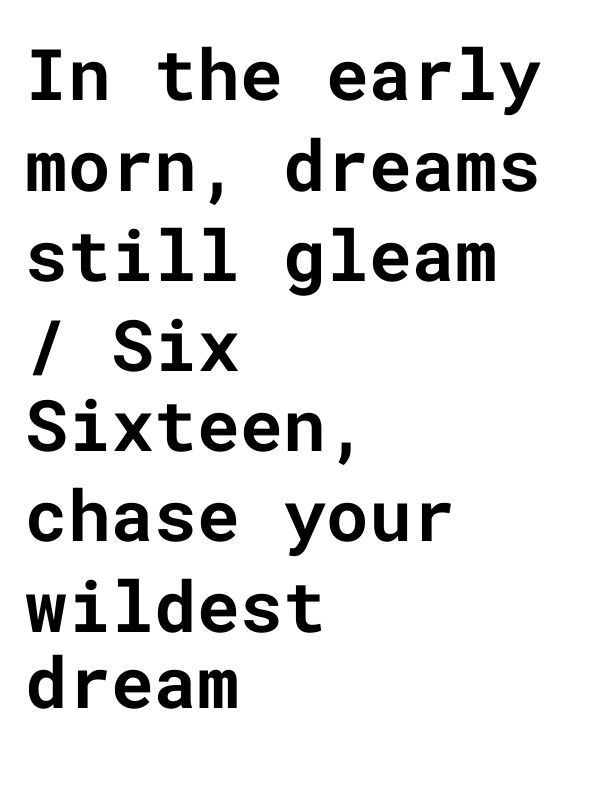 In the early
morn, dreams
still gleam
/ Six
Sixteen,
chase your
wildest
dream